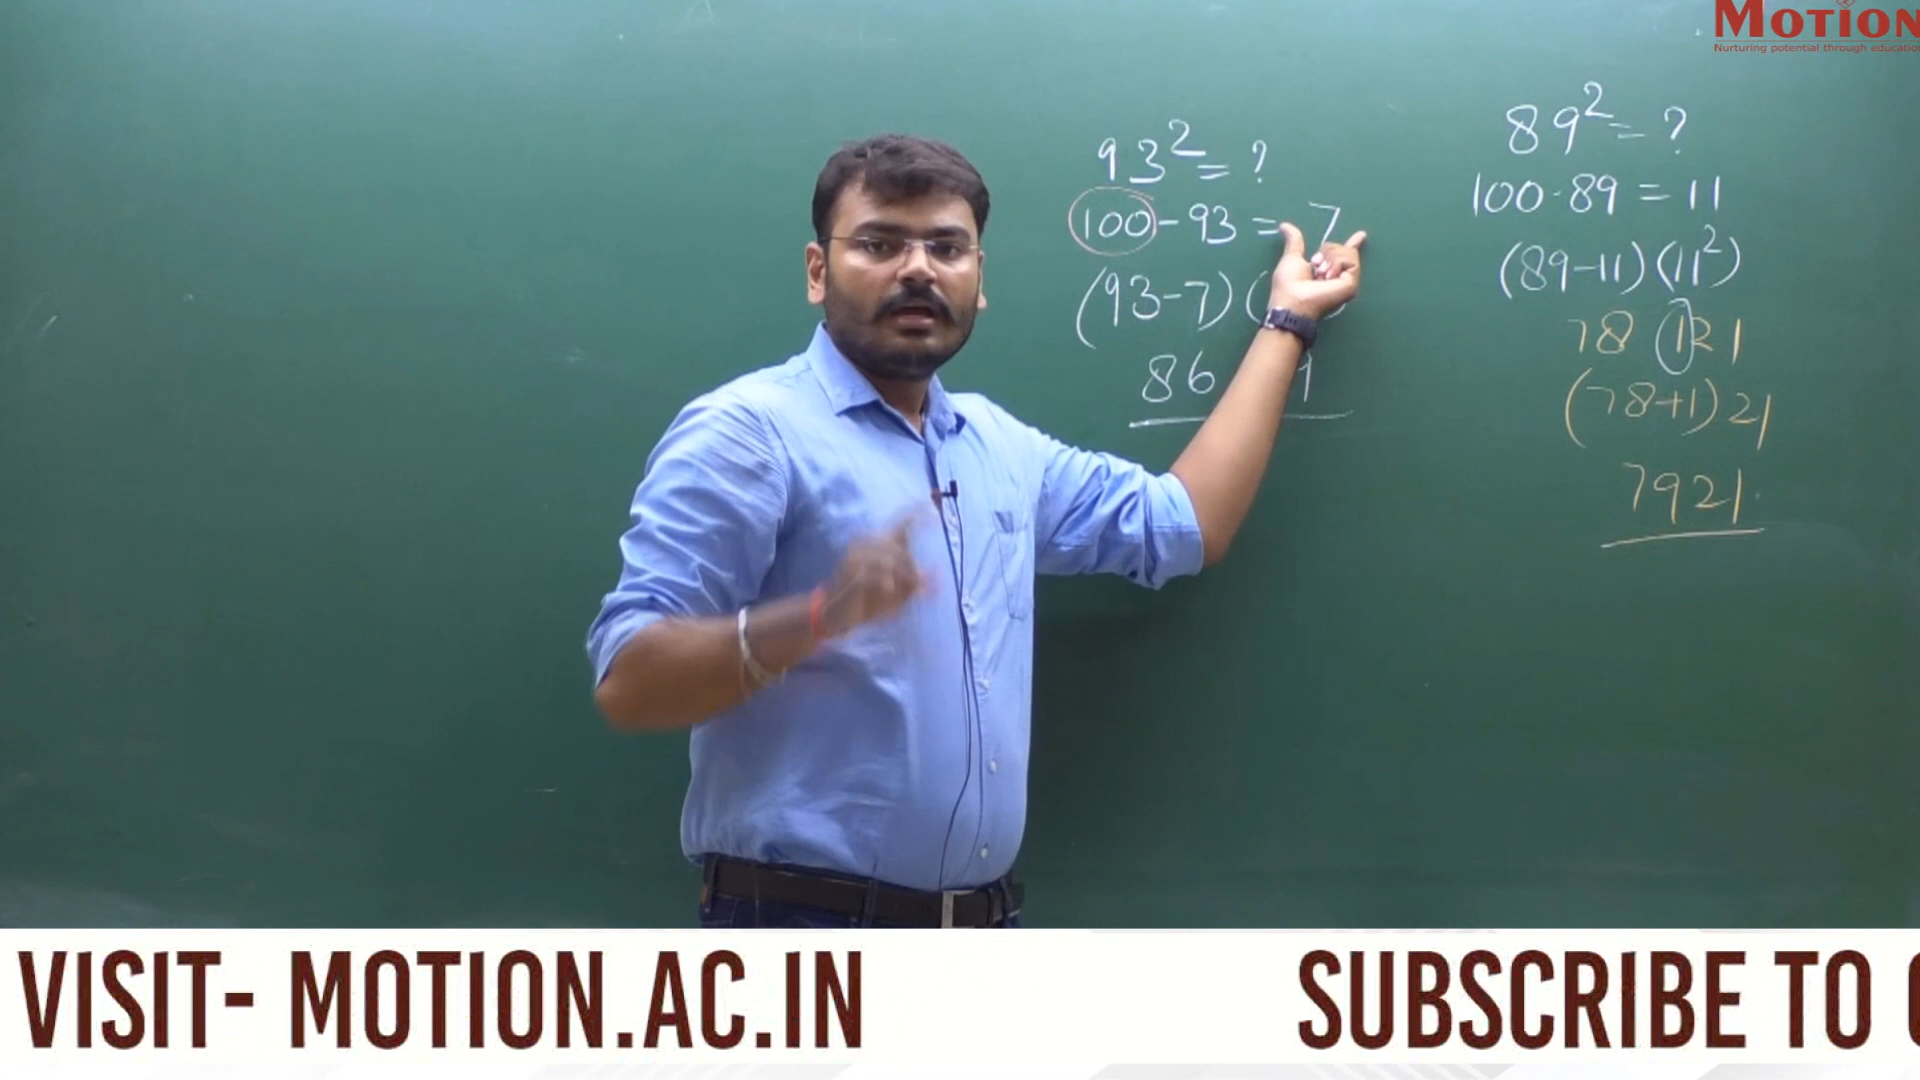 MOTION
Nurturing potential through education
93² = ?
100 - 93 = 7
(93-7)(
86 1
89² = ?
100 - 89 = 11
(89-11)(11²)
78 121
(78+1) 21
7921
VISIT- MOTION.AC.IN
SUBSCRIBE TO